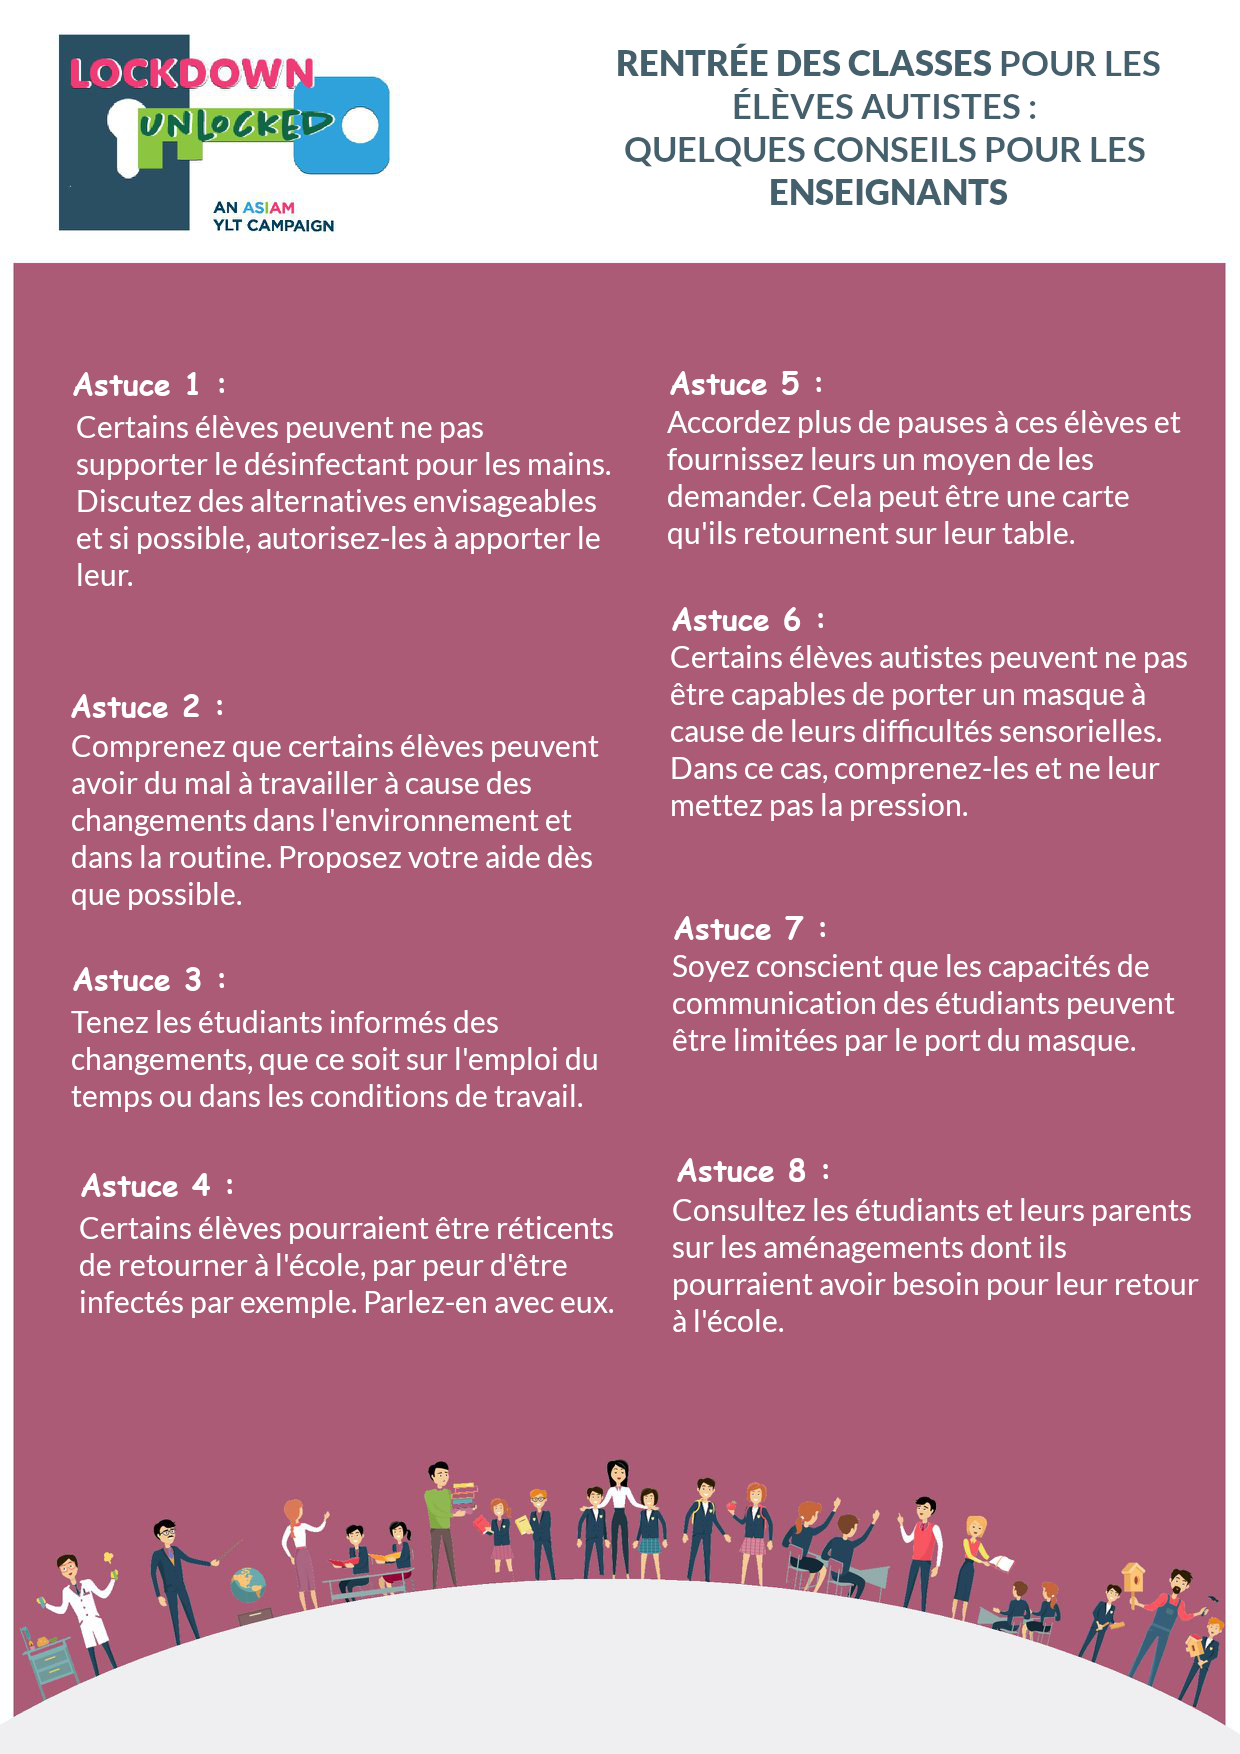 LOCKDOWN
UNLOCKED
AN ASIAM
YLT CAMPAIGN
RENTRÉE DES CLASSES POUR LES
ÉLÈVES AUTISTES :
QUELQUES CONSEILS POUR LES
ENSEIGNANTS
Astuce 1 :
Certains élèves peuvent ne pas
supporter le désinfectant pour les mains.
Discutez des alternatives envisageables
et si possible, autorisez-les à apporter le
leur.
Astuce 2 :
Comprenez que certains élèves peuvent
avoir du mal à travailler à cause des
changements dans l'environnement et
dans la routine. Proposez votre aide dès
que possible.
Astuce 3 :
Tenez les étudiants informés des
changements, que ce soit sur l'emploi du
temps ou dans les conditions de travail.
Astuce 4 :
Certains élèves pourraient être réticents
de retourner à l'école, par peur d'être
infectés par exemple. Parlez-en avec eux.
Astuce 5 :
Accordez plus de pauses à ces élèves et
fournissez leurs un moyen de les
demander. Cela peut être une carte
qu'ils retournent sur leur table.
Astuce 6 :
Certains élèves autistes peuvent ne pas
être capables de porter un masque à
cause de leurs difficultés sensorielles.
Dans ce cas, comprenez-les et ne leur
mettez pas la pression.
Astuce 7 :
Soyez conscient que les capacités de
communication des étudiants peuvent
être limitées par le port du masque.
Astuce 8 :
Consultez les étudiants et leurs parents
sur les aménagements dont ils
pourraient avoir besoin pour leur retour
à l'école.